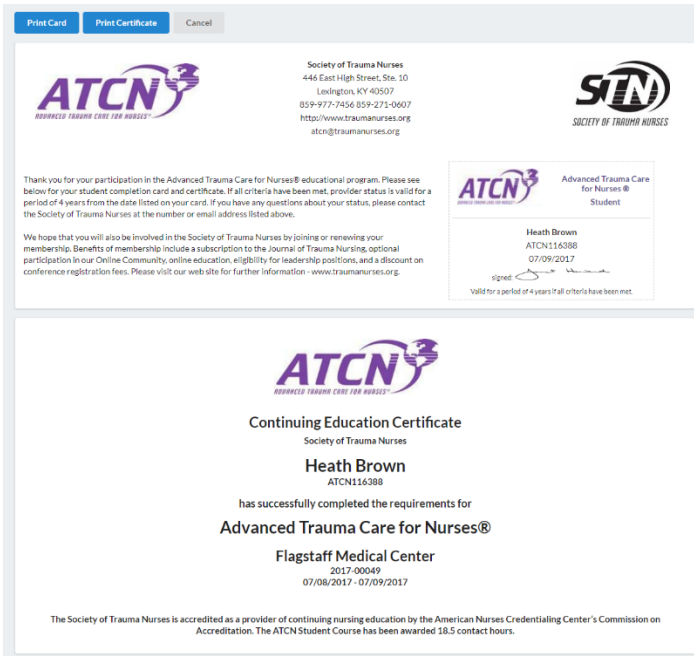 Print Card Print Certificate Cancel
ATCN
ADVANCED TRAUMA CARE FOR NURSES®
Society of Trauma Nurses
446 East High Street, Ste. 10
Lexington, KY 40507
859-977-7456 859-271-0607
http://www.traumanurses.org
atcn@traumanurses.org
STN
SOCIETY OF TRAUMA NURSES
Thank you for your participation in the Advanced Trauma Care for Nurses® educational program. Please see
below for your student completion card and certificate. If all criteria have been met, provider status is valid for a
period of 4 years from the date listed on your card. If you have any questions about your status, please contact
the Society of Trauma Nurses at the number or email address listed above.
We hope that you will also be involved in the Society of Trauma Nurses by joining or renewing your
membership. Benefits of membership include a subscription to the Journal of Trauma Nursing, optional
participation in our Online Community, online education, eligibility for leadership positions, and a discount on
conference registration fees. Please visit our web site for further information - www.traumanurses.org.
ATCN
ADVANCED TRAUMA CARE FOR NURSES®
Advanced Trauma Care
for Nurses ®
Student
Heath Brown
ATCN116388
07/09/2017
signed:
Valid for a period of 4 years if all criteria have been met.
ATCN
ADVANCED TRAUMA CARE FOR NURSES®
Continuing Education Certificate
Society of Trauma Nurses
Heath Brown
ATCN116388
has successfully completed the requirements for
Advanced Trauma Care for Nurses®
Flagstaff Medical Center
2017-00049
07/08/2017 - 07/09/2017
The Society of Trauma Nurses is accredited as a provider of continuing nursing education by the American Nurses Credentialing Center's Commission on
Accreditation. The ATCN Student Course has been awarded 18.5 contact hours.